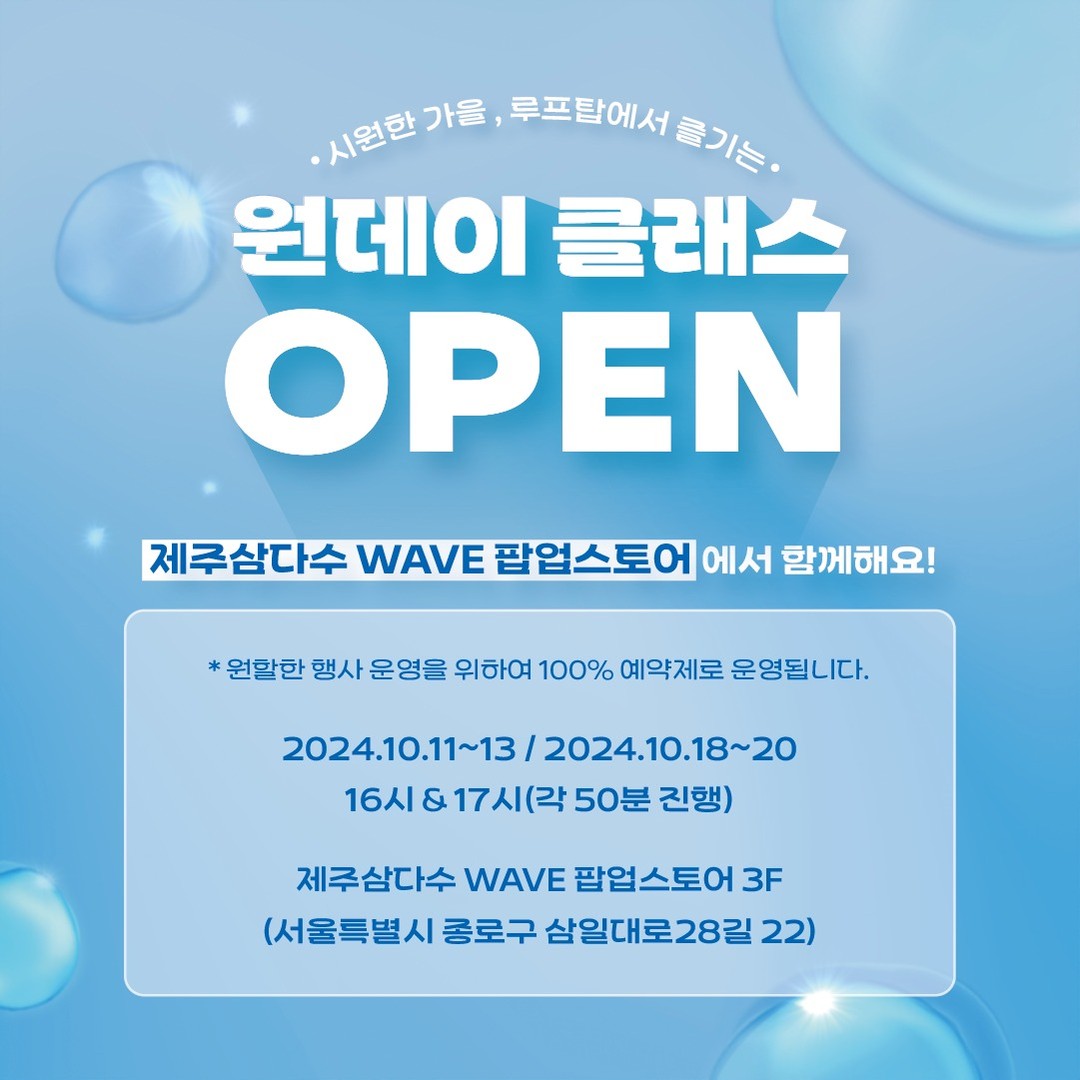 • 시원한 가을, 루프탑에서 즐기는 •
원데이 클래스
OPEN
제주삼다수 WAVE 팝업스토어에서 함께해요!
* 원할한 행사 운영을 위하여 100% 예약제로 운영됩니다.
2024.10.11~13 / 2024.10.18~20
16시 & 17시(각 50분 진행)
제주삼다수 WAVE 팝업스토어 3F
(서울특별시 종로구 삼일대로28길 22)